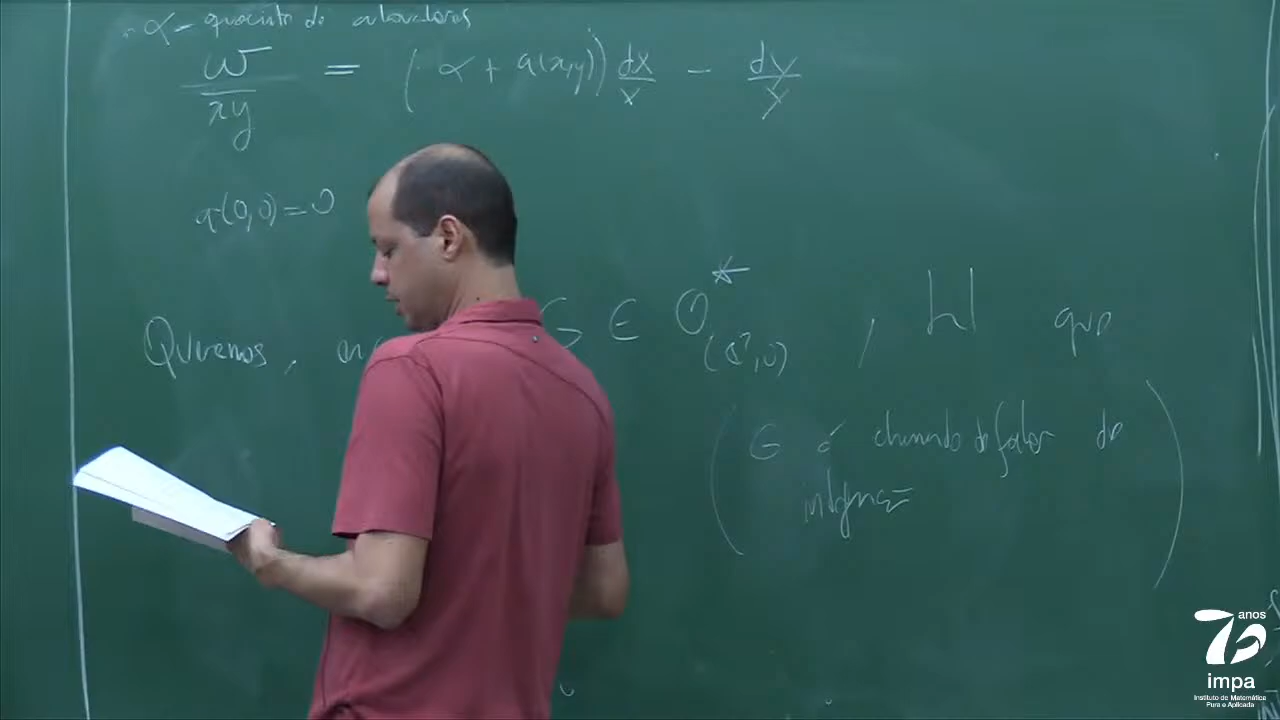 α - quociente de autovalores
ω/xy = (α + a(x,y)) dx/x - dy/y
a(0,0) = 0
Queremos, G ∈ O*(ℂ²,0), tal que
(G é chamado de fator de
integração)
70 anos
impa
Instituto de Matemática
Pura e Aplicada